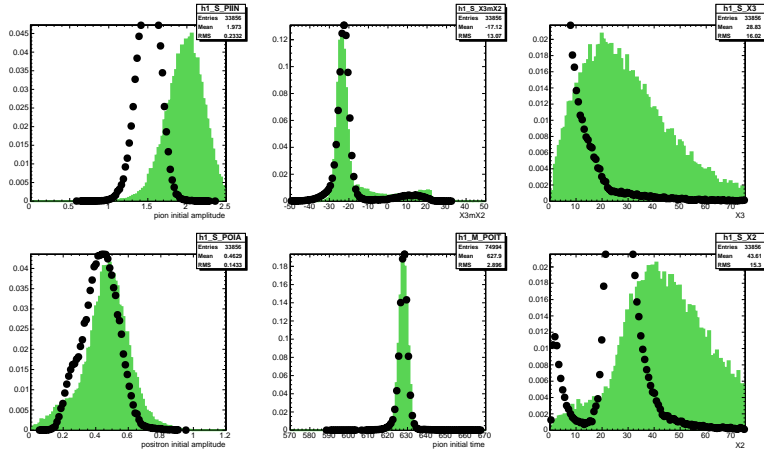 h1_S_PIIN
Entries 33856
Mean 1.973
RMS 0.2332
0.045
0.04
0.035
0.03
0.025
0.02
0.015
0.01
0.005
0
0 0.5 1 1.5 2 2.5
pion initial amplitude
h1_S_X3mX2
Entries 33856
Mean -17.12
RMS 13.07
0.12
0.1
0.08
0.06
0.04
0.02
0
-50 -40 -30 -20 -10 0 10 20 30 40 50
X3mX2
h1_S_X3
Entries 33856
Mean 28.83
RMS 16.02
0.02
0.018
0.016
0.014
0.012
0.01
0.008
0.006
0.004
0.002
0
0 10 20 30 40 50 60 70
X3
h1_S_POIA
Entries 33856
Mean 0.4629
RMS 0.1433
0.04
0.035
0.03
0.025
0.02
0.015
0.01
0.005
0
0 0.2 0.4 0.6 0.8 1 1.2
positron initial amplitude
h1_M_POIT
Entries 74994
Mean 627.9
RMS 2.896
0.18
0.16
0.14
0.12
0.1
0.08
0.06
0.04
0.02
0
570 580 590 600 610 620 630 640 650 660 670
pion initial time
h1_S_X2
Entries 33856
Mean 43.61
RMS 15.3
0.02
0.018
0.016
0.014
0.012
0.01
0.008
0.006
0.004
0.002
0
0 10 20 30 40 50 60 70
X2